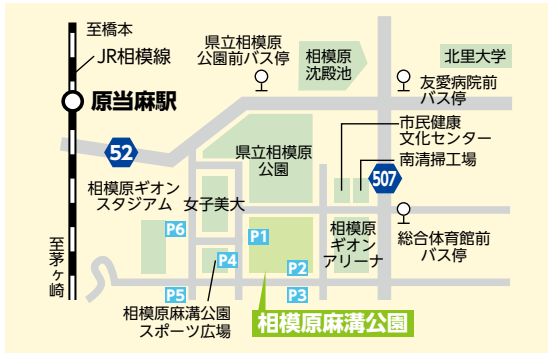 至橋本
JR相模線
原当麻駅
52
県立相模原
公園前バス停
相模原
沈殿池
北里大学
友愛病院前
バス停
市民健康
文化センター
南清掃工場
507
県立相模原
公園
相模原ギオン
スタジアム
女子美大
P6
P1
P4
P2
相模原
ギオン
アリーナ
総合体育館前
バス停
至茅ヶ崎
P5
P3
相模原麻溝公園
スポーツ広場
相模原麻溝公園